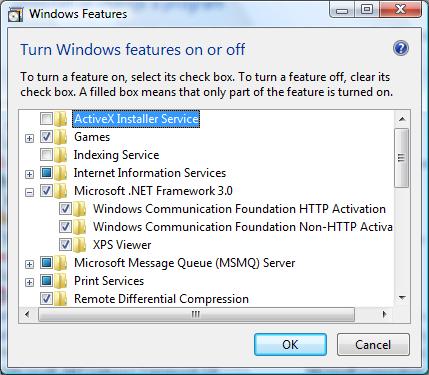 Windows Features
Turn Windows features on or off
To turn a feature on, select its check box. To turn a feature off, clear its
check box. A filled box means that only part of the feature is turned on.
ActiveX Installer Service
Games
Indexing Service
Internet Information Services
Microsoft .NET Framework 3.0
Windows Communication Foundation HTTP Activation
Windows Communication Foundation Non-HTTP Activa
XPS Viewer
Microsoft Message Queue (MSMQ) Server
Print Services
Remote Differential Compression
OK Cancel